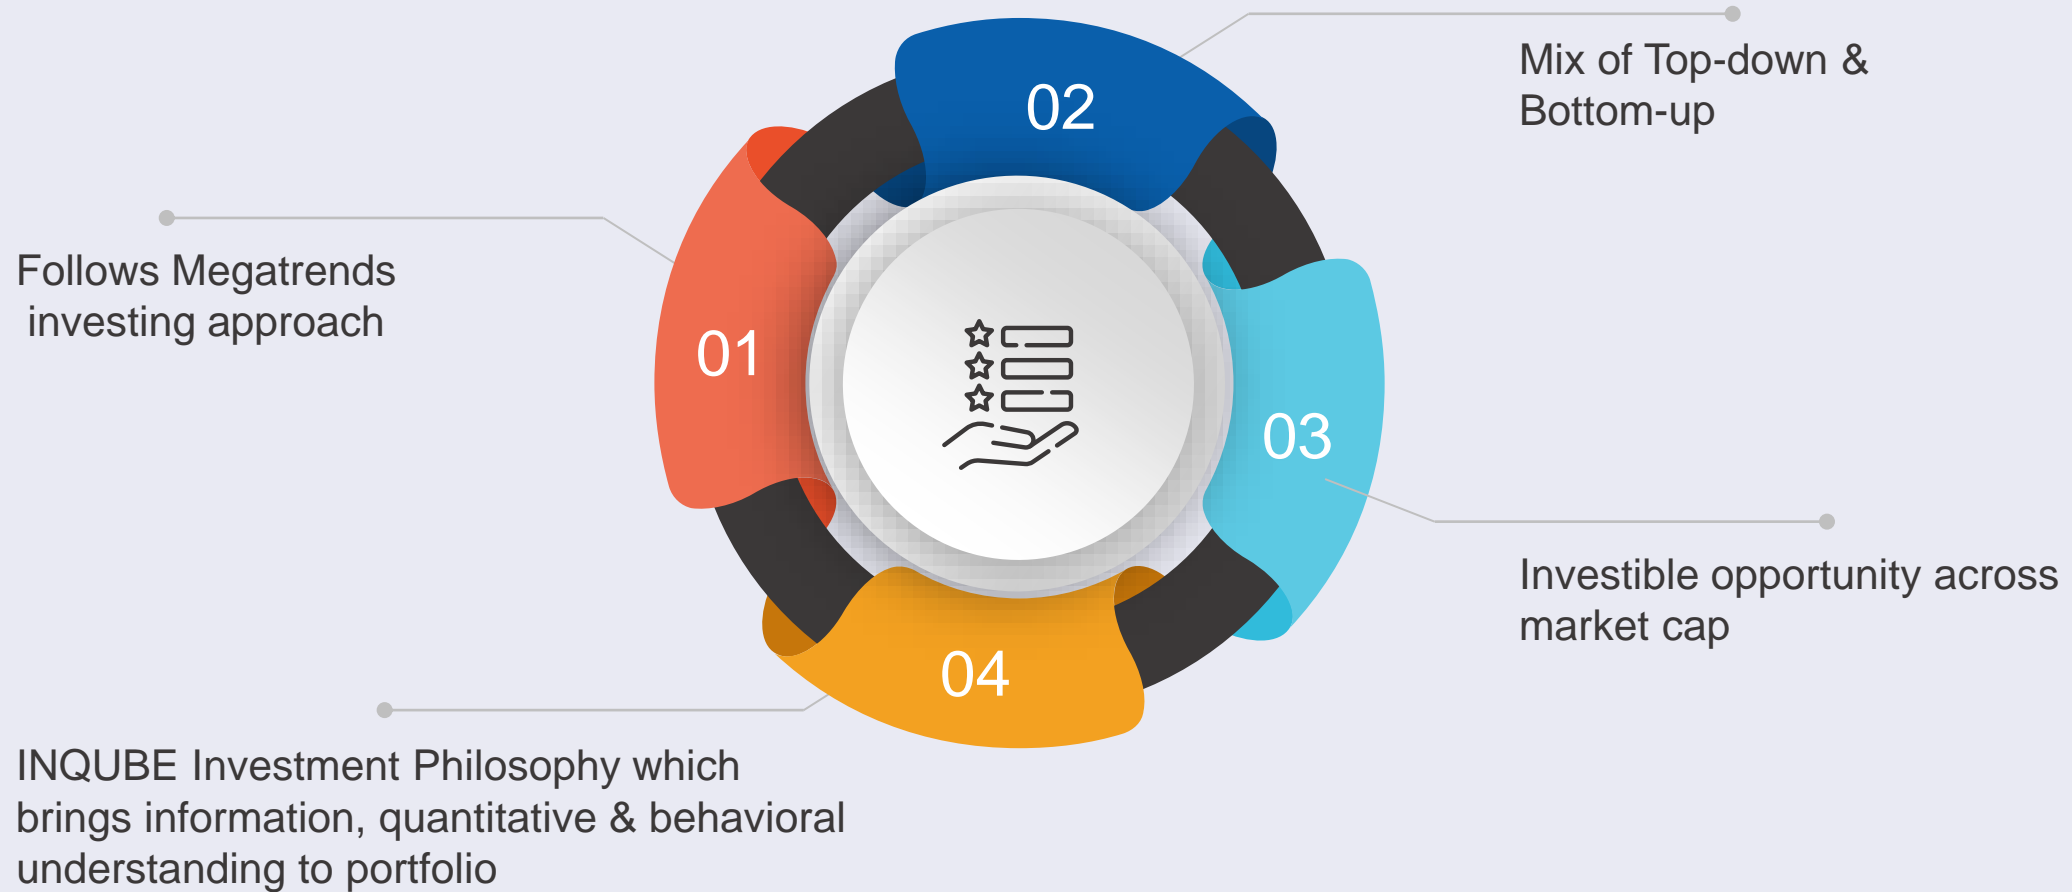 01
Follows Megatrends
investing approach
02
Mix of Top-down &
Bottom-up
03
Investible opportunity across
market cap
04
INQUBE Investment Philosophy which
brings information, quantitative & behavioral
understanding to portfolio